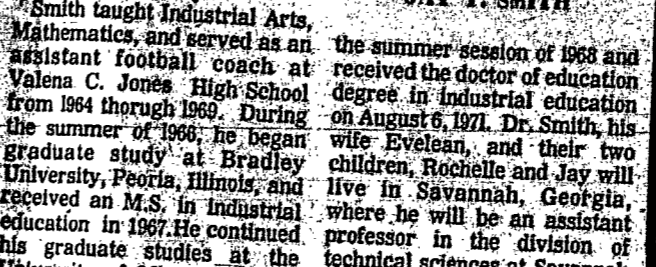 T. SMITH
Smith taught Industrial Arts,
Mathematics, and served as an
assistant football coach at
Valena C. Jones High School
from 1964 thorugh 1969. During
the summer of 1966, he began
graduate study at Bradley
University, Peoria, Illinois, and
received an M.S. in industrial
education in 1967.He continued
his graduate studies at the
the summer session of 1968 and
received the doctor of education
degree in industrial education
on August 6, 1971. Dr. Smith, his
wife Evelean, and their two
children, Rochelle and Jay will
live in Savannah, Georgia,
where he will be an assistant
professor in the division of
technical sciences at